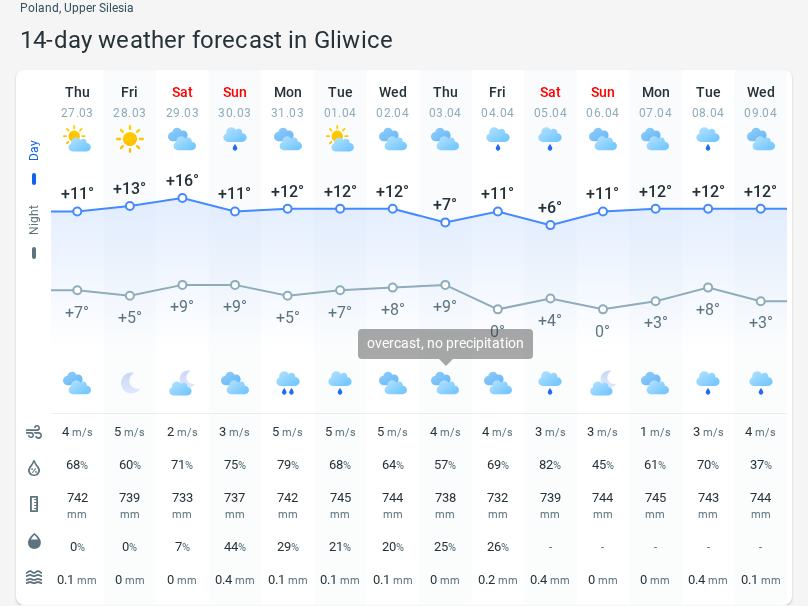 Poland, Upper Silesia
14-day weather forecast in Gliwice
Thu Fri Sat Sun Mon Tue Wed Thu Fri Sat Sun Mon Tue Wed
27.03 28.03 29.03 30.03 31.03 01.04 02.04 03.04 04.04 05.04 06.04 07.04 08.04 09.04
Day
+11° +13° +16° +11° +12° +12° +12° +7° +11° +6° +11° +12° +12° +12°
Night
+7° +5° +9° +9° +5° +7° +8° +9° 0° +4° 0° +3° +8° +3°
overcast, no precipitation
4 m/s 5 m/s 2 m/s 3 m/s 5 m/s 5 m/s 5 m/s 4 m/s 4 m/s 3 m/s 3 m/s 1 m/s 3 m/s 4 m/s
68% 60% 71% 75% 79% 68% 64% 57% 69% 82% 45% 61% 70% 37%
742 739 733 737 742 745 744 738 732 739 744 745 743 744
mm mm mm mm mm mm mm mm mm mm mm mm mm mm
0% 0% 7% 44% 29% 21% 20% 25% 26% - - - - -
0.1 mm 0 mm 0 mm 0.4 mm 0.1 mm 0.1 mm 0.1 mm 0 mm 0.2 mm 0.4 mm 0 mm 0 mm 0.4 mm 0.1 mm